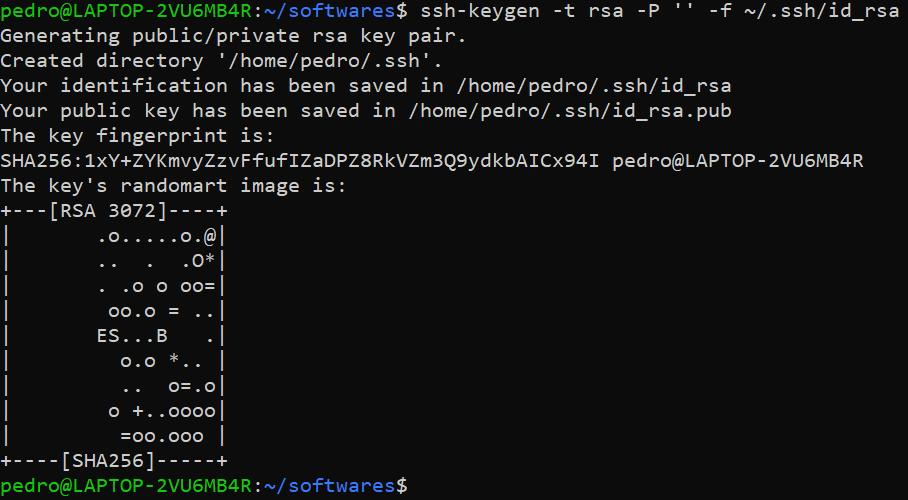 pedro@LAPTOP-2VU6MB4R:~/softwares$ ssh-keygen -t rsa -P '' -f ~/.ssh/id_rsa
Generating public/private rsa key pair.
Created directory '/home/pedro/.ssh'.
Your identification has been saved in /home/pedro/.ssh/id_rsa
Your public key has been saved in /home/pedro/.ssh/id_rsa.pub
The key fingerprint is:
SHA256:1xY+ZYKmvyZzvFfufIZaDPZ8RkVZm3Q9ydkbAICx94I pedro@LAPTOP-2VU6MB4R
The key's randomart image is:
+---[RSA 3072]----+
|       .o.....o.@|
|       ..  .  .O*|
|       . .o o oo=|
|        oo.o = ..|
|       ES...B   .|
|         o.o *.. |
|         ..  o=.o|
|        o +..oooo|
|         =oo.ooo |
+----[SHA256]-----+
pedro@LAPTOP-2VU6MB4R:~/softwares$